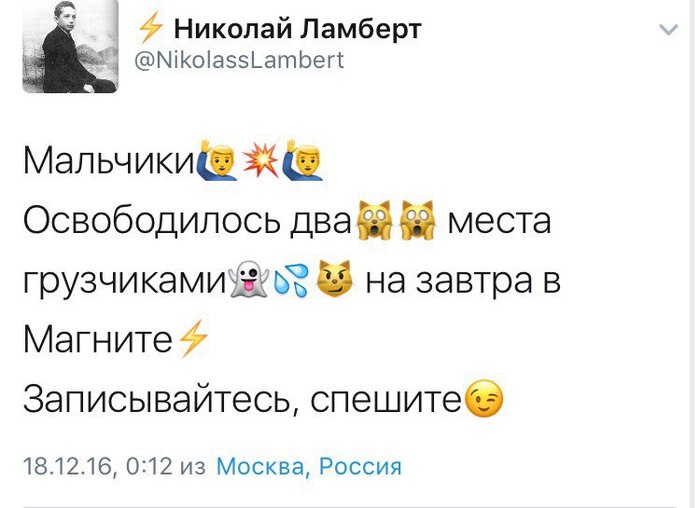 ⚡ Николай Ламберт
@NikolassLambert
Мальчики🙋‍♂️💥🙋‍♂️
Освободилось два🙀🙀 места
грузчиками👻💦😼 на завтра в
Магните⚡
Записывайтесь, спешите😉
18.12.16, 0:12 из Москва, Россия